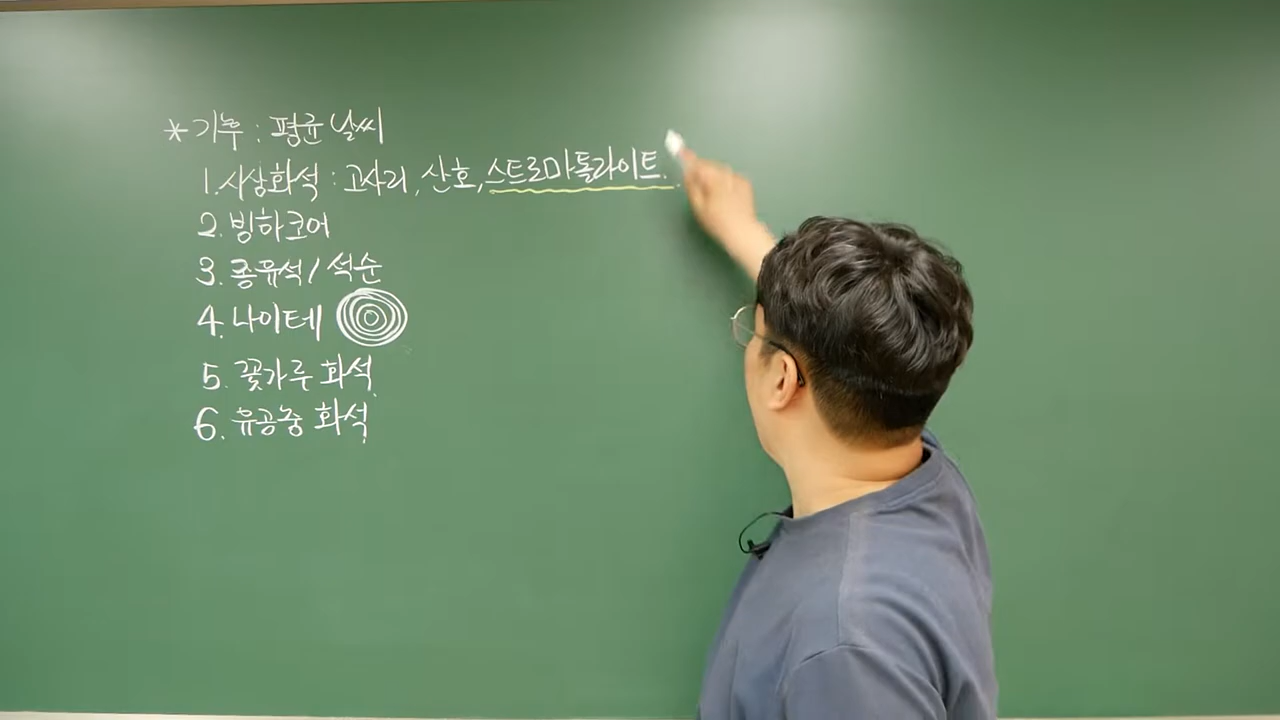 *기후 : 평균 날씨
1. 시상화석 : 고사리, 산호, 스트로마톨라이트..
2. 빙하코어
3. 종유석 / 석순
4. 나이테
5. 꽃가루 화석
6. 유공충 화석